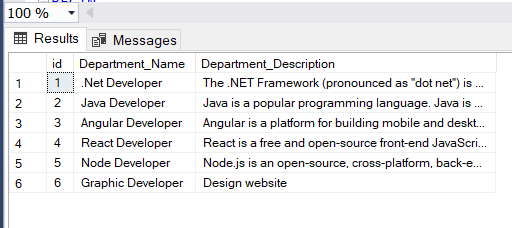 100 %
Results Messages
id Department_Name Department_Description
1 1 .Net Developer The .NET Framework (pronounced as "dot net") is ...
2 2 Java Developer Java is a popular programming language. Java is ...
3 3 Angular Developer Angular is a platform for building mobile and deskt...
4 4 React Developer React is a free and open-source front-end JavaScri...
5 5 Node Developer Node.js is an open-source, cross-platform, back-e...
6 6 Graphic Developer Design website